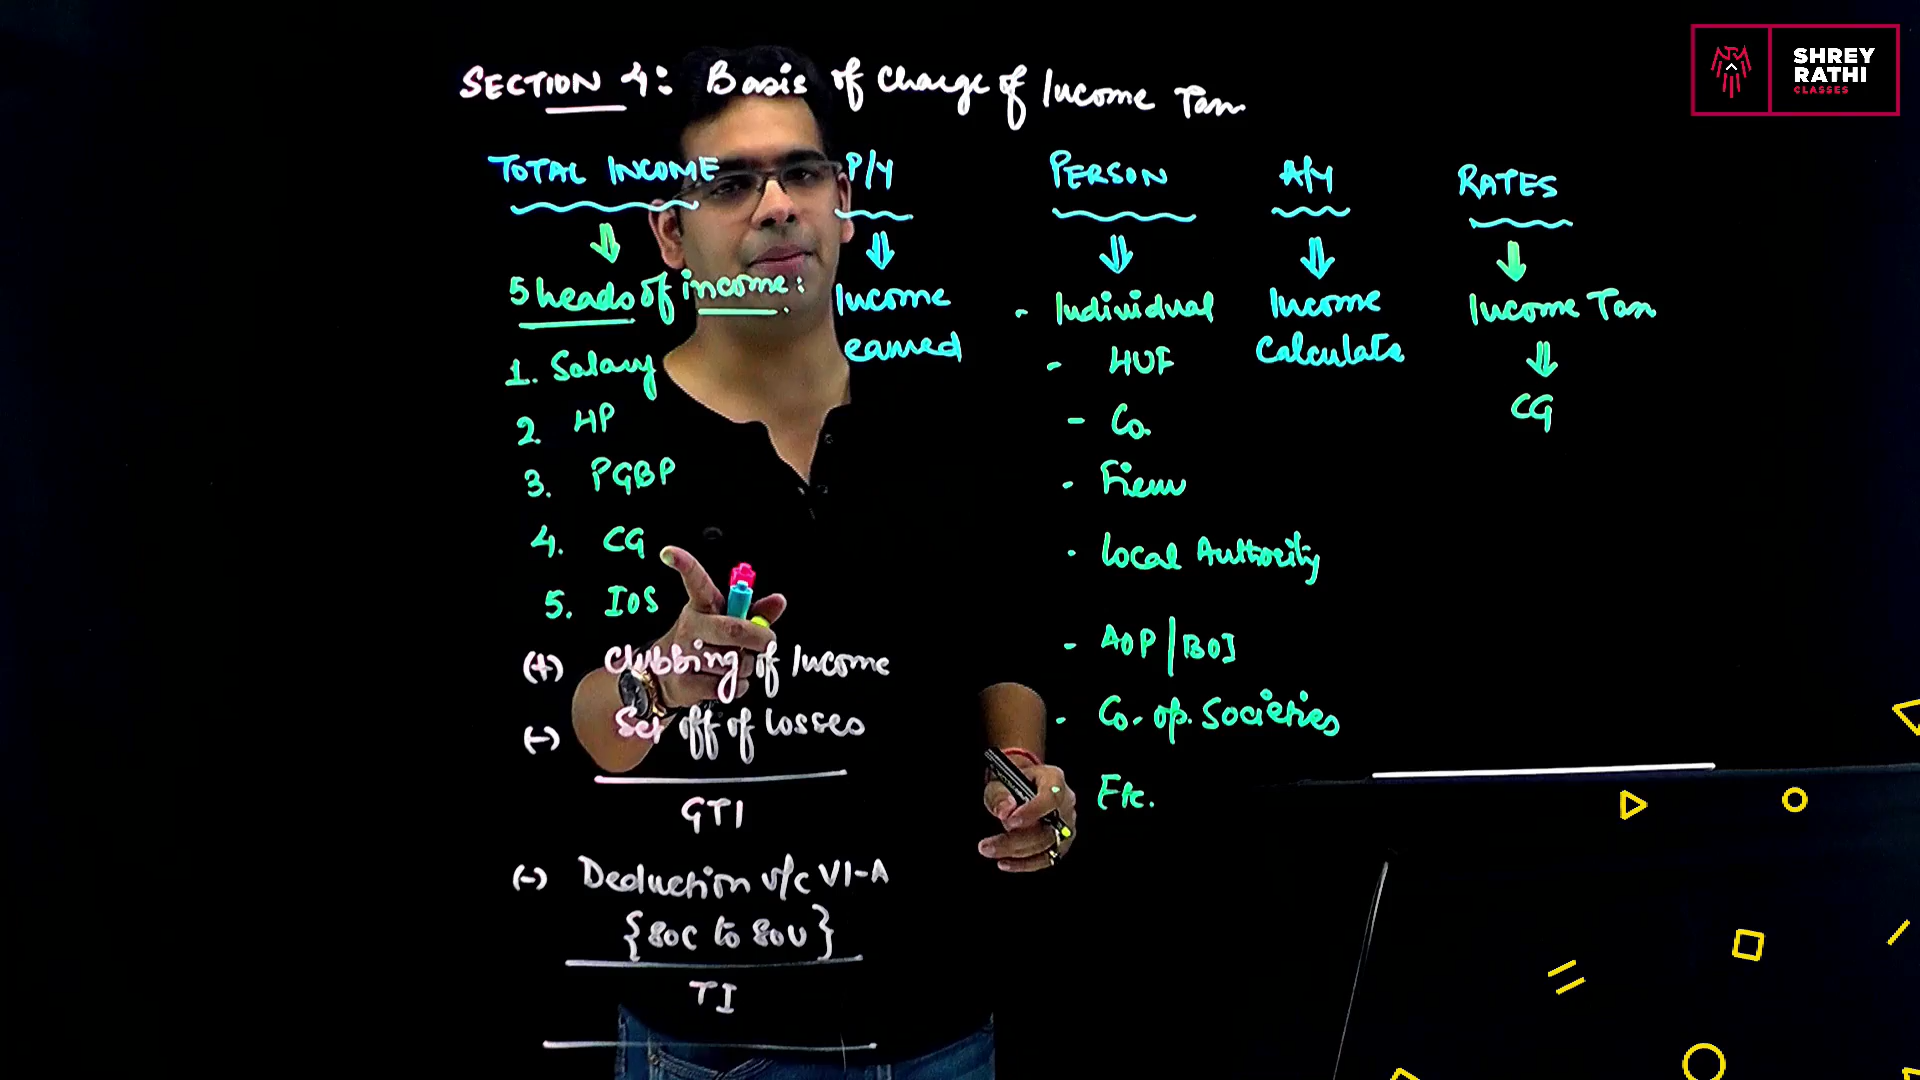 SECTION 4: Basis of Charge of Income Tax
SHREY
RATHI
CLASSES
TOTAL INCOME
5 heads of income:
1. Salary
2. HP
3. PGBP
4. CG
5. IOS
(+) Clubbing of Income
(-) Set off of losses
GTI
(-) Deduction u/c VI-A
{80C to 80U}
TI
P/Y
Income
earned
PERSON
- Individual
- HUF
- Co.
- Firm
- Local Authority
- AOP/BOI
- Co-op. Societies
- Etc.
A/Y
Income
Calculate
RATES
Income Tax
CG